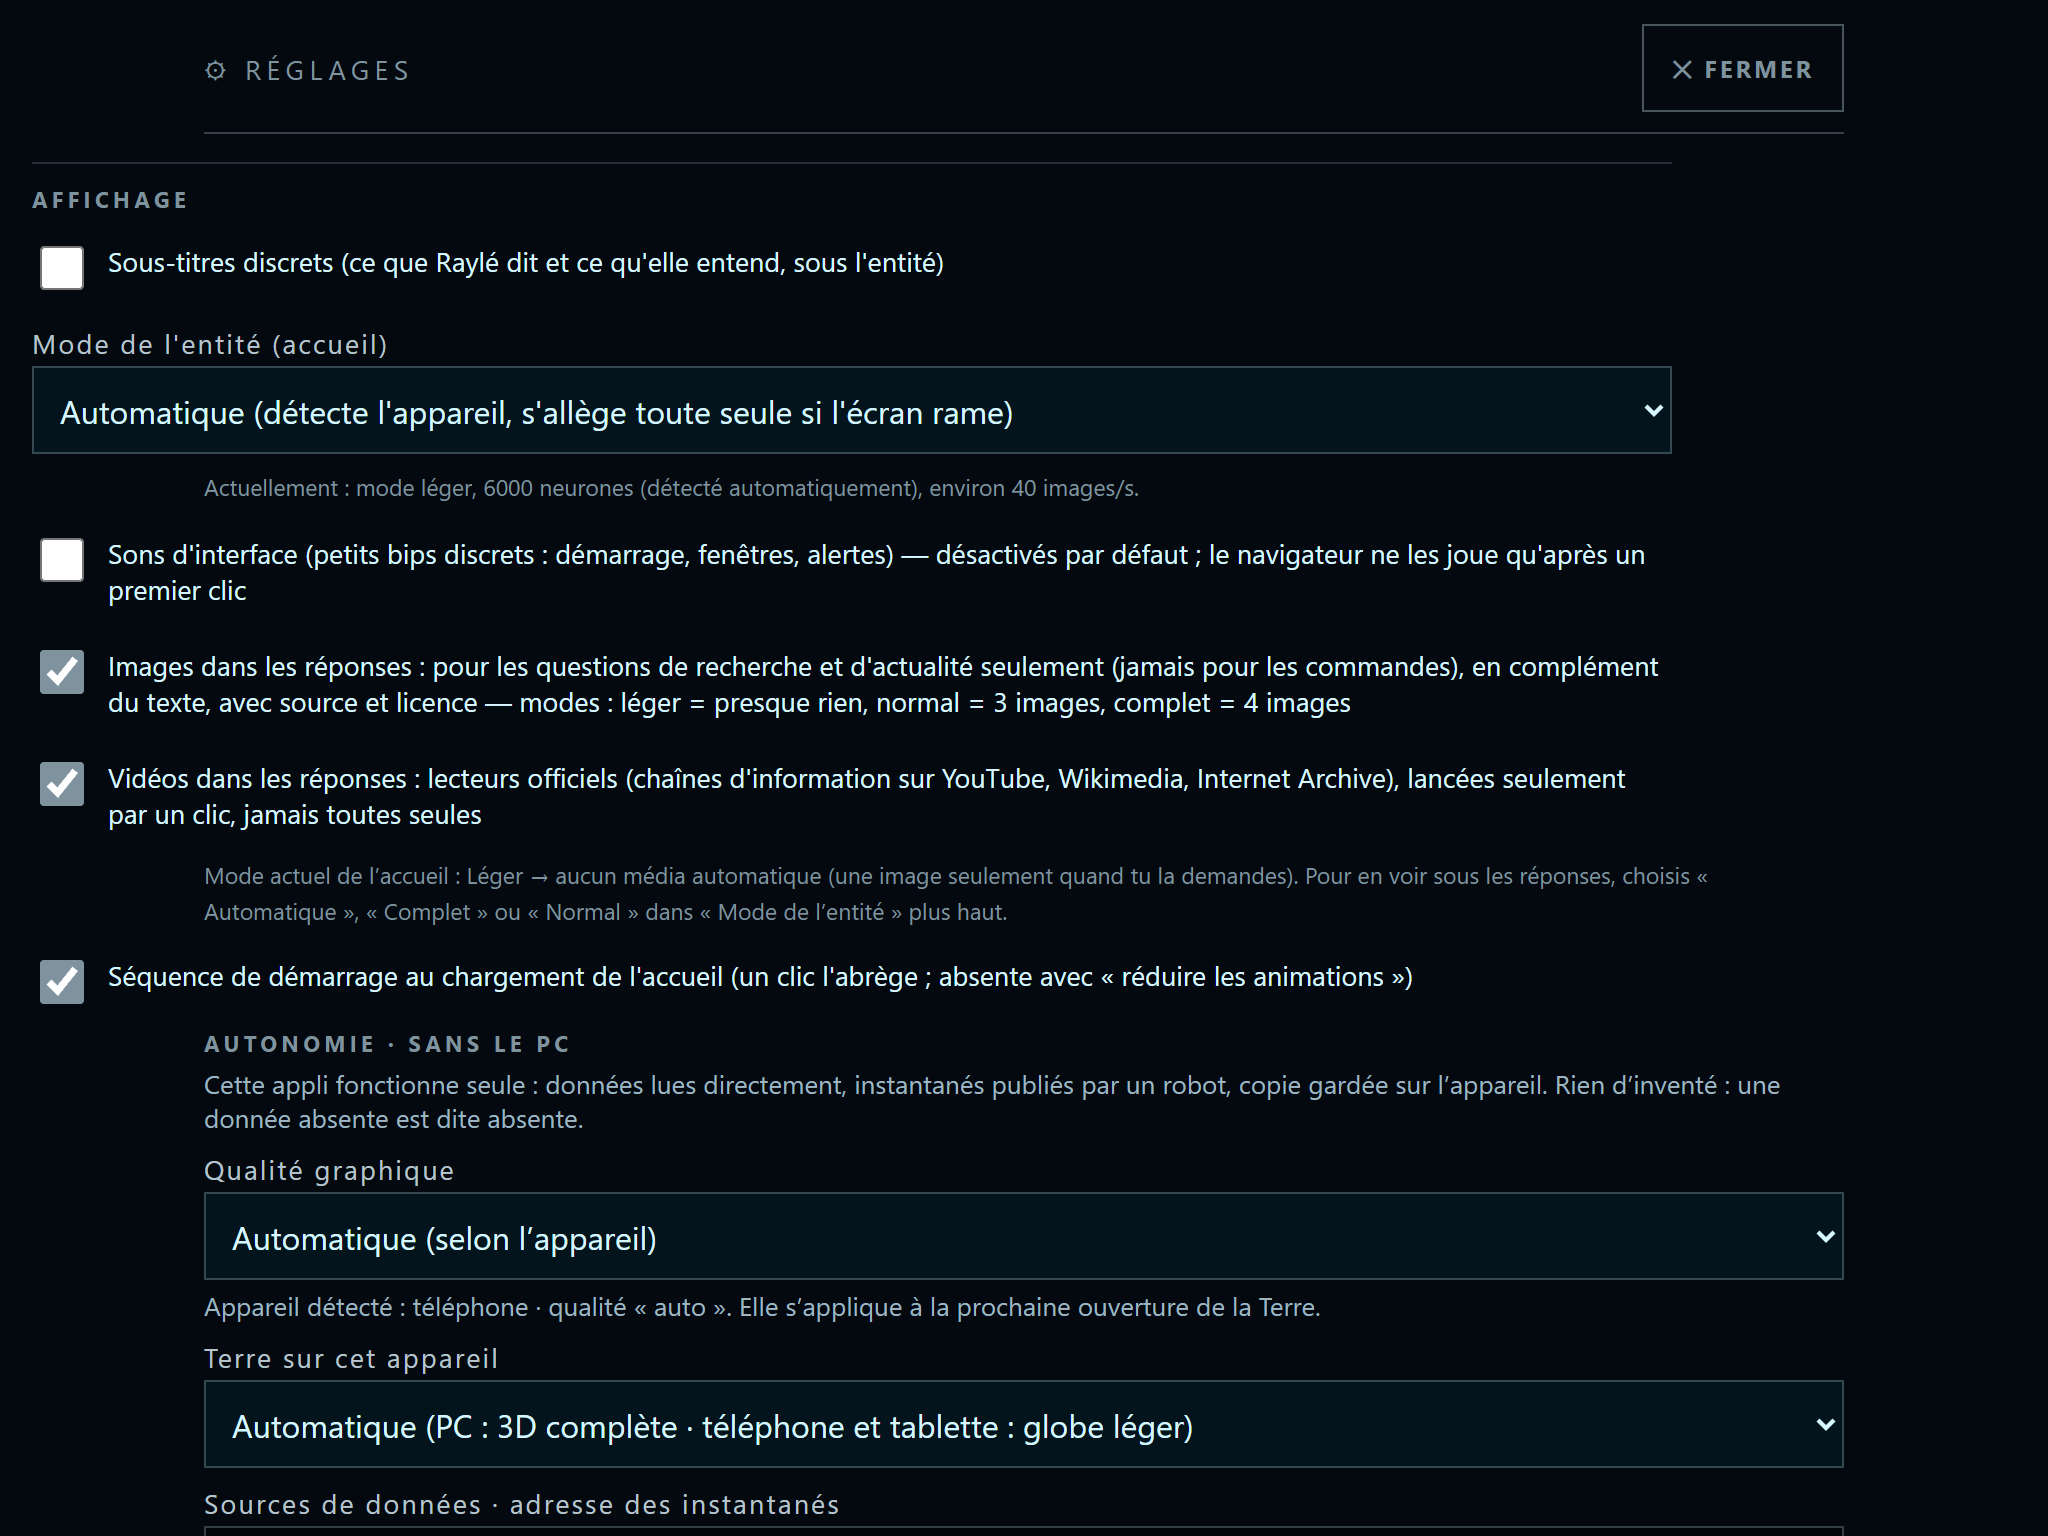 ⚙ RÉGLAGES
✕ FERMER
AFFICHAGE
Sous-titres discrets (ce que Raylé dit et ce qu'elle entend, sous l'entité)
Mode de l'entité (accueil)
Automatique (détecte l'appareil, s'allège toute seule si l'écran rame)
Actuellement : mode léger, 6000 neurones (détecté automatiquement), environ 40 images/s.
Sons d'interface (petits bips discrets : démarrage, fenêtres, alertes) — désactivés par défaut ; le navigateur ne les joue qu'après un
premier clic
Images dans les réponses : pour les questions de recherche et d'actualité seulement (jamais pour les commandes), en complément
du texte, avec source et licence — modes : léger = presque rien, normal = 3 images, complet = 4 images
Vidéos dans les réponses : lecteurs officiels (chaînes d'information sur YouTube, Wikimedia, Internet Archive), lancées seulement
par un clic, jamais toutes seules
Mode actuel de l’accueil : Léger → aucun média automatique (une image seulement quand tu la demandes). Pour en voir sous les réponses, choisis «
Automatique », « Complet » ou « Normal » dans « Mode de l’entité » plus haut.
Séquence de démarrage au chargement de l'accueil (un clic l'abrège ; absente avec « réduire les animations »)
AUTONOMIE · SANS LE PC
Cette appli fonctionne seule : données lues directement, instantanés publiés par un robot, copie gardée sur l’appareil. Rien d’inventé : une
donnée absente est dite absente.
Qualité graphique
Automatique (selon l’appareil)
Appareil détecté : téléphone · qualité « auto ». Elle s’applique à la prochaine ouverture de la Terre.
Terre sur cet appareil
Automatique (PC : 3D complète · téléphone et tablette : globe léger)
Sources de données · adresse des instantanés